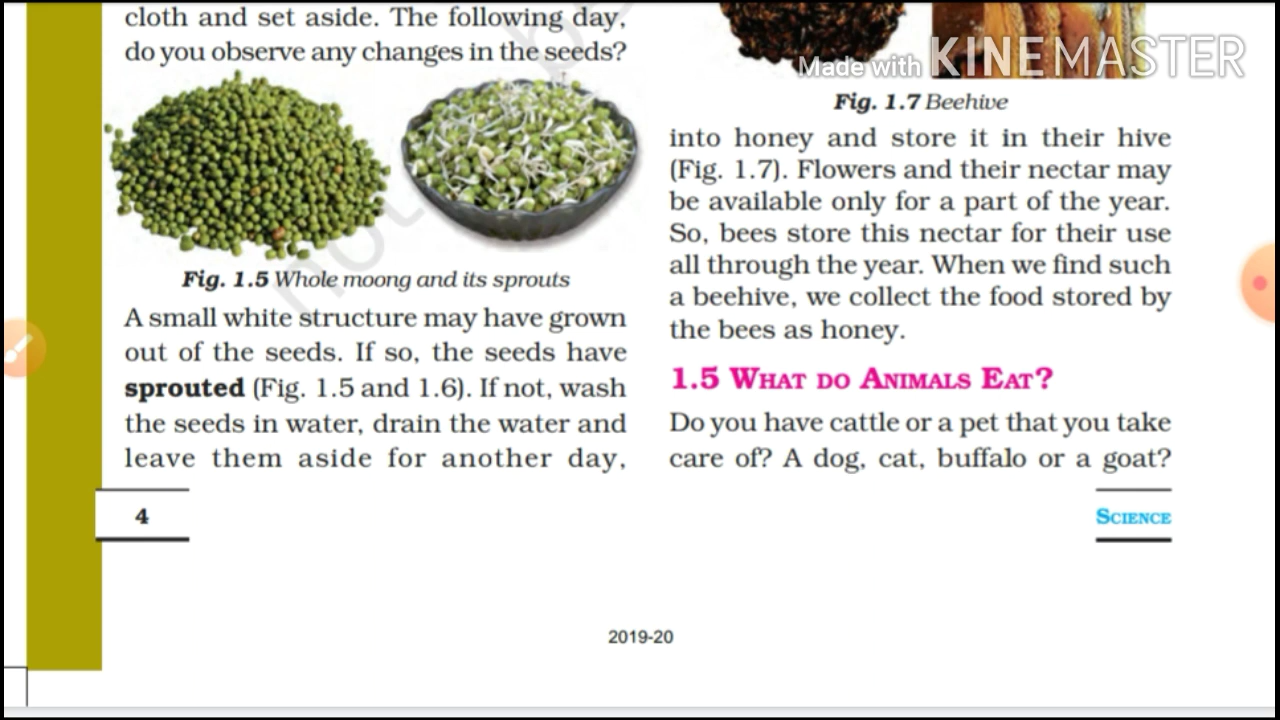 cloth and set aside. The following day,
do you observe any changes in the seeds?
Fig. 1.5 Whole moong and its sprouts
A small white structure may have grown
out of the seeds. If so, the seeds have
sprouted (Fig. 1.5 and 1.6). If not, wash
the seeds in water, drain the water and
leave them aside for another day,
4
Made with KINEMASTER
Fig. 1.7 Beehive
into honey and store it in their hive
(Fig. 1.7). Flowers and their nectar may
be available only for a part of the year.
So, bees store this nectar for their use
all through the year. When we find such
a beehive, we collect the food stored by
the bees as honey.
1.5 WHAT DO ANIMALS EAT?
Do you have cattle or a pet that you take
care of? A dog, cat, buffalo or a goat?
SCIENCE
2019-20